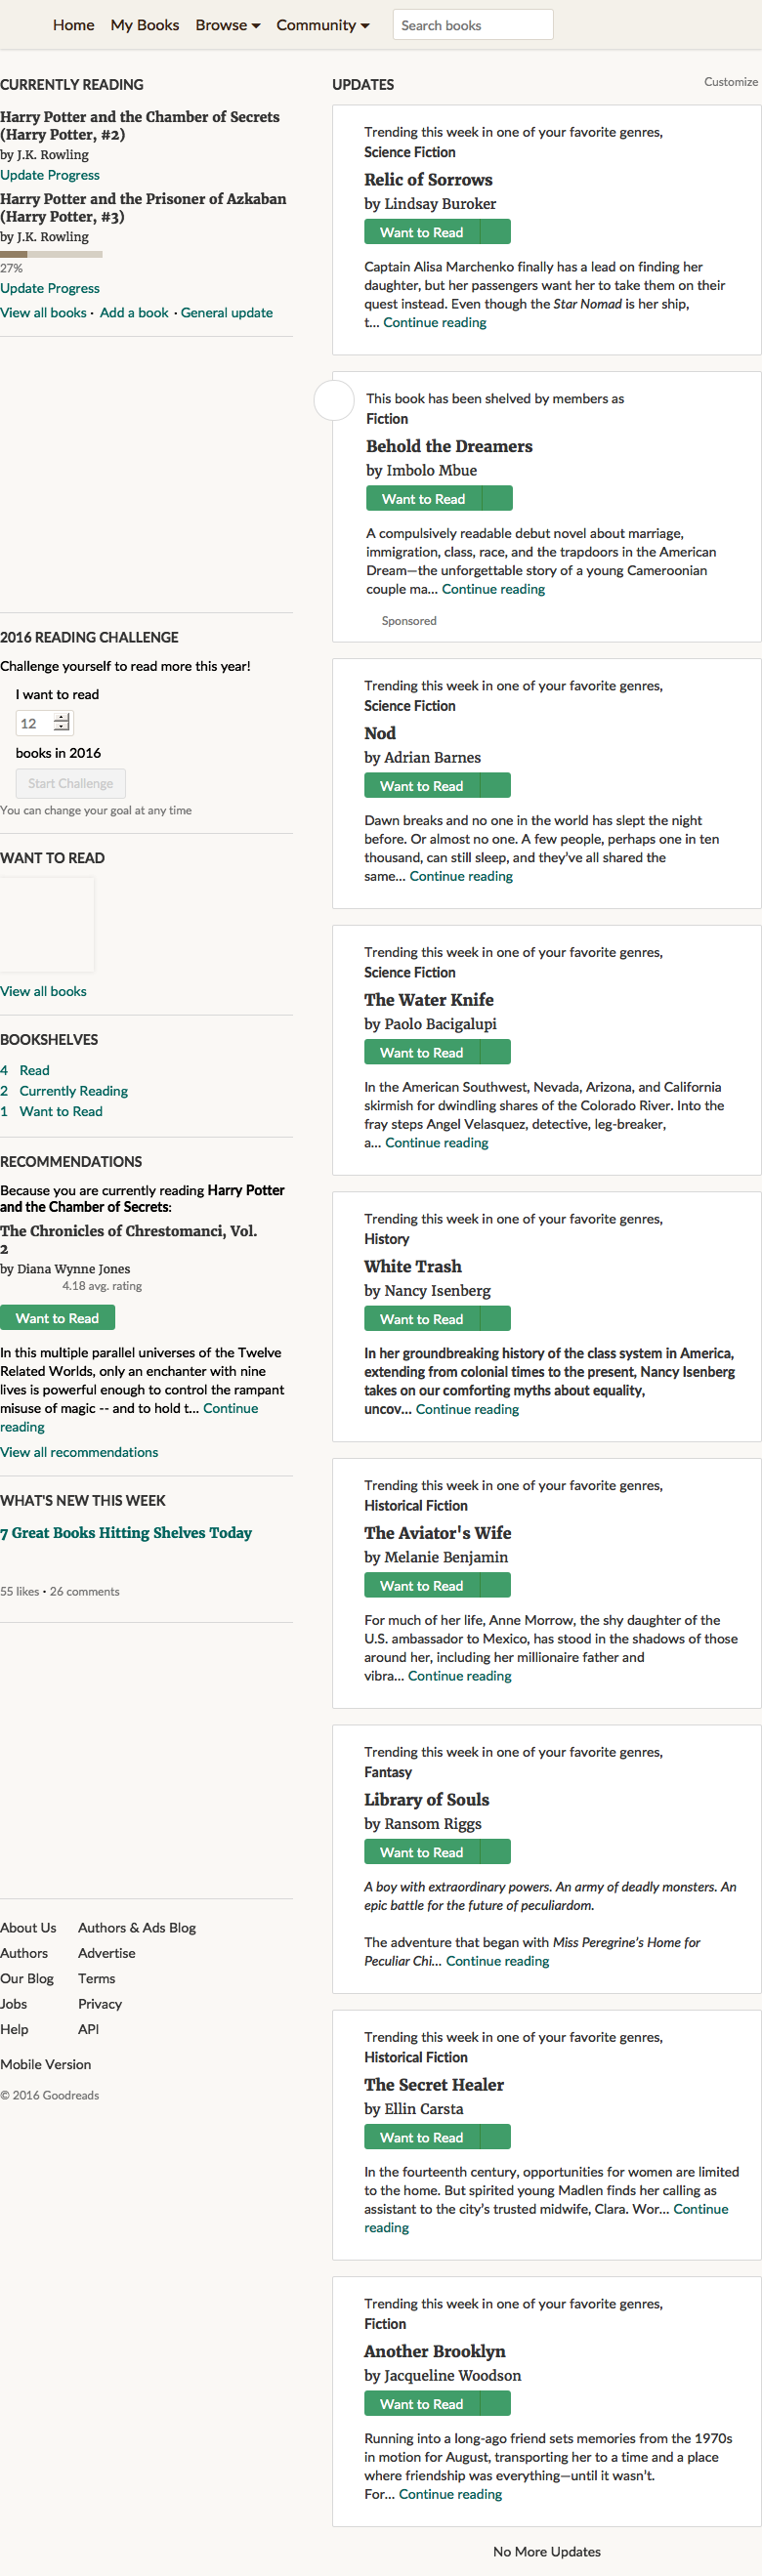 Home My Books Browse Community Search books
CURRENTLY READING
Harry Potter and the Chamber of Secrets
(Harry Potter, #2)
by J.K. Rowling
Update Progress
Harry Potter and the Prisoner of Azkaban
(Harry Potter, #3)
by J.K. Rowling
27%
Update Progress
View all books · Add a book · General update
2016 READING CHALLENGE
Challenge yourself to read more this year!
I want to read
12
books in 2016
Start Challenge
You can change your goal at any time
WANT TO READ
View all books
BOOKSHELVES
4 Read
2 Currently Reading
1 Want to Read
RECOMMENDATIONS
Because you are currently reading Harry Potter
and the Chamber of Secrets:
The Chronicles of Chrestomanci, Vol.
2
by Diana Wynne Jones
4.18 avg. rating
Want to Read
In this multiple parallel universes of the Twelve
Related Worlds, only an enchanter with nine
lives is powerful enough to control the rampant
misuse of magic -- and to hold t... Continue
reading
View all recommendations
WHAT'S NEW THIS WEEK
7 Great Books Hitting Shelves Today
55 likes · 26 comments
About Us Authors & Ads Blog
Authors Advertise
Our Blog Terms
Jobs Privacy
Help API
Mobile Version
© 2016 Goodreads
UPDATES Customize
Trending this week in one of your favorite genres,
Science Fiction
Relic of Sorrows
by Lindsay Buroker
Want to Read
Captain Alisa Marchenko finally has a lead on finding her
daughter, but her passengers want her to take them on their
quest instead. Even though the Star Nomad is her ship,
t... Continue reading
This book has been shelved by members as
Fiction
Behold the Dreamers
by Imbolo Mbue
Want to Read
A compulsively readable debut novel about marriage,
immigration, class, race, and the trapdoors in the American
Dream—the unforgettable story of a young Cameroonian
couple ma... Continue reading
Sponsored
Trending this week in one of your favorite genres,
Science Fiction
Nod
by Adrian Barnes
Want to Read
Dawn breaks and no one in the world has slept the night
before. Or almost no one. A few people, perhaps one in ten
thousand, can still sleep, and they've all shared the
same... Continue reading
Trending this week in one of your favorite genres,
Science Fiction
The Water Knife
by Paolo Bacigalupi
Want to Read
In the American Southwest, Nevada, Arizona, and California
skirmish for dwindling shares of the Colorado River. Into the
fray steps Angel Velasquez, detective, leg-breaker,
a... Continue reading
Trending this week in one of your favorite genres,
History
White Trash
by Nancy Isenberg
Want to Read
In her groundbreaking history of the class system in America,
extending from colonial times to the present, Nancy Isenberg
takes on our comforting myths about equality,
uncov... Continue reading
Trending this week in one of your favorite genres,
Historical Fiction
The Aviator's Wife
by Melanie Benjamin
Want to Read
For much of her life, Anne Morrow, the shy daughter of the
U.S. ambassador to Mexico, has stood in the shadows of those
around her, including her millionaire father and
vibra... Continue reading
Trending this week in one of your favorite genres,
Fantasy
Library of Souls
by Ransom Riggs
Want to Read
A boy with extraordinary powers. An army of deadly monsters. An
epic battle for the future of peculiardom.
The adventure that began with Miss Peregrine's Home for
Peculiar Chi... Continue reading
Trending this week in one of your favorite genres,
Historical Fiction
The Secret Healer
by Ellin Carsta
Want to Read
In the fourteenth century, opportunities for women are limited
to the home. But spirited young Madlen finds her calling as
assistant to the city's trusted midwife, Clara. Wor... Continue
reading
Trending this week in one of your favorite genres,
Fiction
Another Brooklyn
by Jacqueline Woodson
Want to Read
Running into a long-ago friend sets memories from the 1970s
in motion for August, transporting her to a time and a place
where friendship was everything—until it wasn't.
For... Continue reading
No More Updates